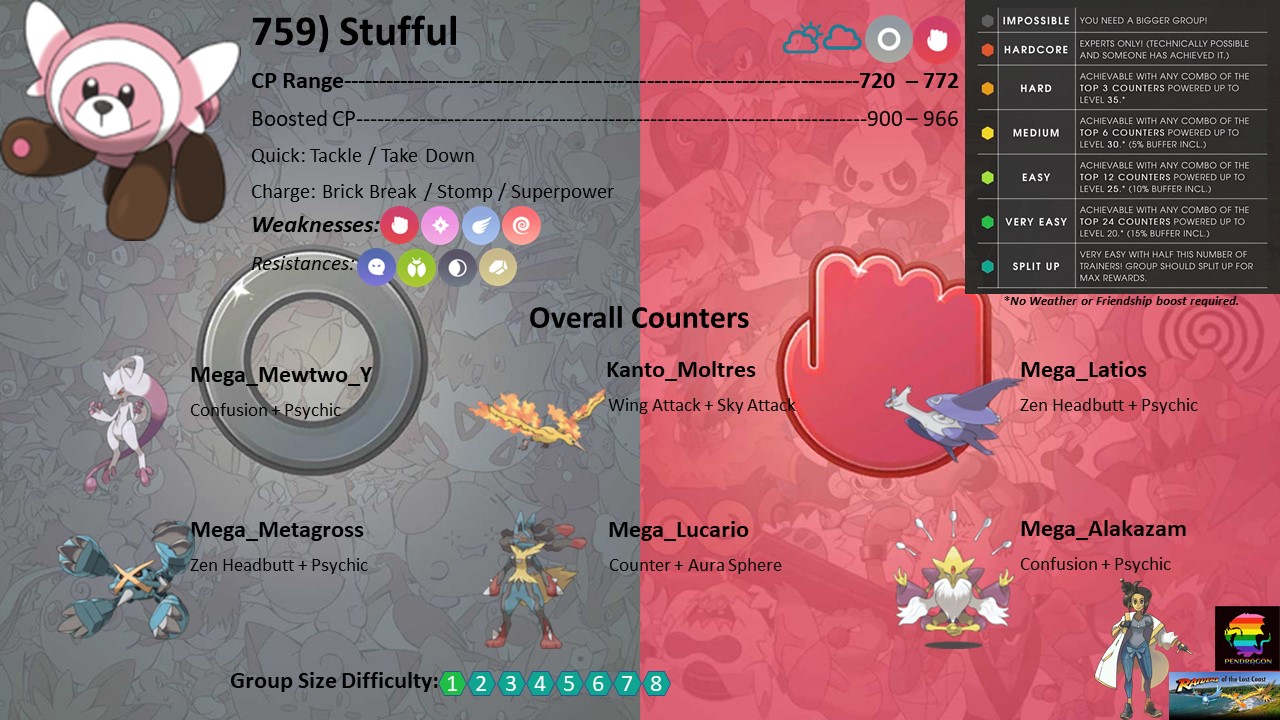 759) Stufful
CP Range------------------------------------------------------------------------720 – 772
Boosted CP---------------------------------------------------------------------------900 – 966
Quick: Tackle / Take Down
Charge: Brick Break / Stomp / Superpower
Weaknesses:
Resistances:
IMPOSSIBLE YOU NEED A BIGGER GROUP!
HARDCORE EXPERTS ONLY! (TECHNICALLY POSSIBLE
AND SOMEONE HAS ACHIEVED IT.)
HARD ACHIEVABLE WITH ANY COMBO OF THE
TOP 3 COUNTERS POWERED UP TO
LEVEL 35.*
MEDIUM ACHIEVABLE WITH ANY COMBO OF THE
TOP 6 COUNTERS POWERED UP TO
LEVEL 30.* (5% BUFFER INCL.)
EASY ACHIEVABLE WITH ANY COMBO OF THE
TOP 12 COUNTERS POWERED UP TO
LEVEL 25.* (10% BUFFER INCL.)
VERY EASY ACHIEVABLE WITH ANY COMBO OF THE
TOP 24 COUNTERS POWERED UP TO
LEVEL 20.* (15% BUFFER INCL.)
SPLIT UP VERY EASY WITH HALF THIS NUMBER OF
TRAINERS! GROUP SHOULD SPLIT UP FOR
MAX REWARDS.
*No Weather or Friendship boost required.
Overall Counters
Mega_Mewtwo_Y
Confusion + Psychic
Kanto_Moltres
Wing Attack + Sky Attack
Mega_Latios
Zen Headbutt + Psychic
Mega_Metagross
Zen Headbutt + Psychic
Mega_Lucario
Counter + Aura Sphere
Mega_Alakazam
Confusion + Psychic
Group Size Difficulty: 1 2 3 4 5 6 7 8
PENDRAGON
RAIDERS of the Lost Coast